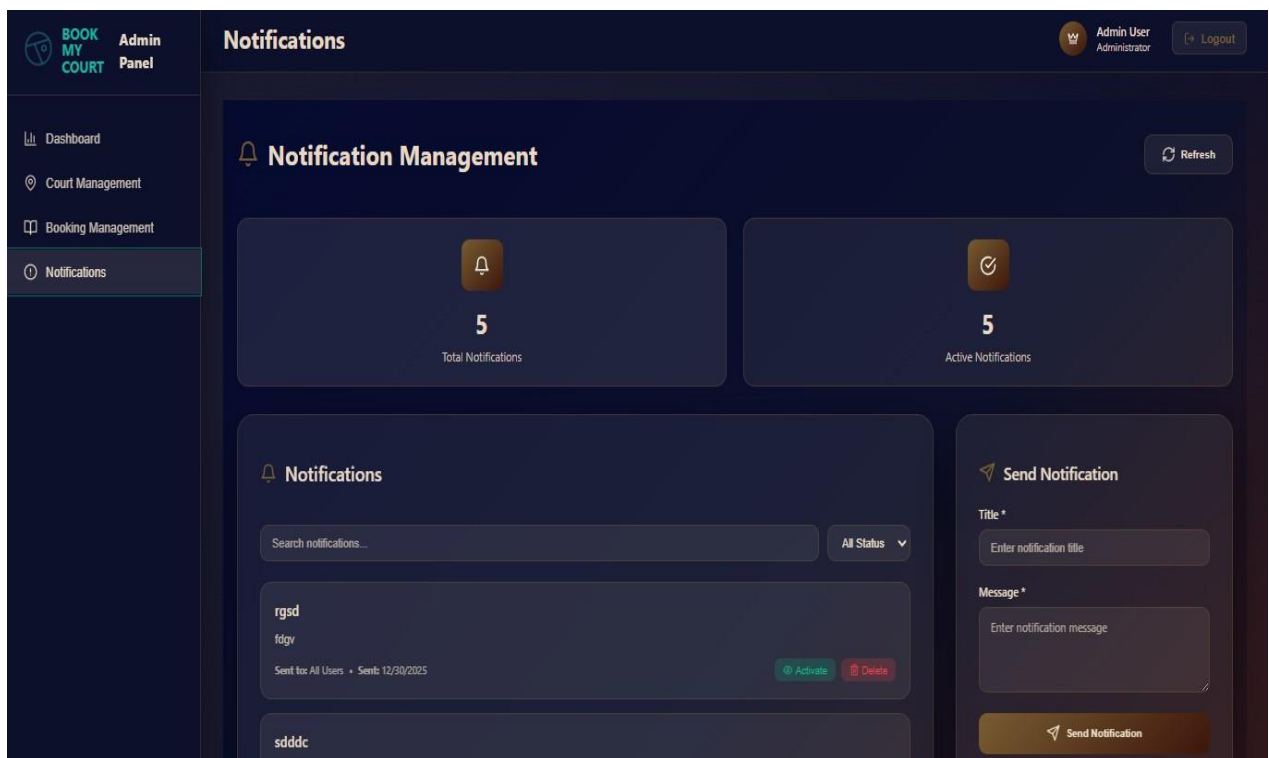 BOOK
MY
COURT
Admin
Panel
Notifications
Admin User
Administrator
Logout
Dashboard
Court Management
Booking Management
Notifications
Notification Management
Refresh
5
Total Notifications
5
Active Notifications
Notifications
Search notifications...
All Status
rgsd
fdgv
Sent to: All Users • Sent: 12/30/2025
Activate
Delete
sdddc
Send Notification
Title *
Enter notification title
Message *
Enter notification message
Send Notification